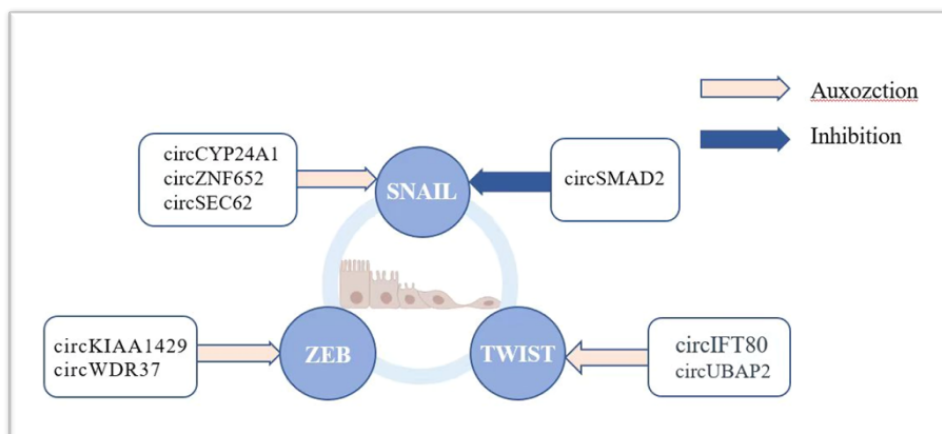 Auxozction
Inhibition
circCYP24A1
circZNF652
circSEC62
SNAIL
circSMAD2
circKIAA1429
circWDR37
ZEB
TWIST
circIFT80
circUBAP2